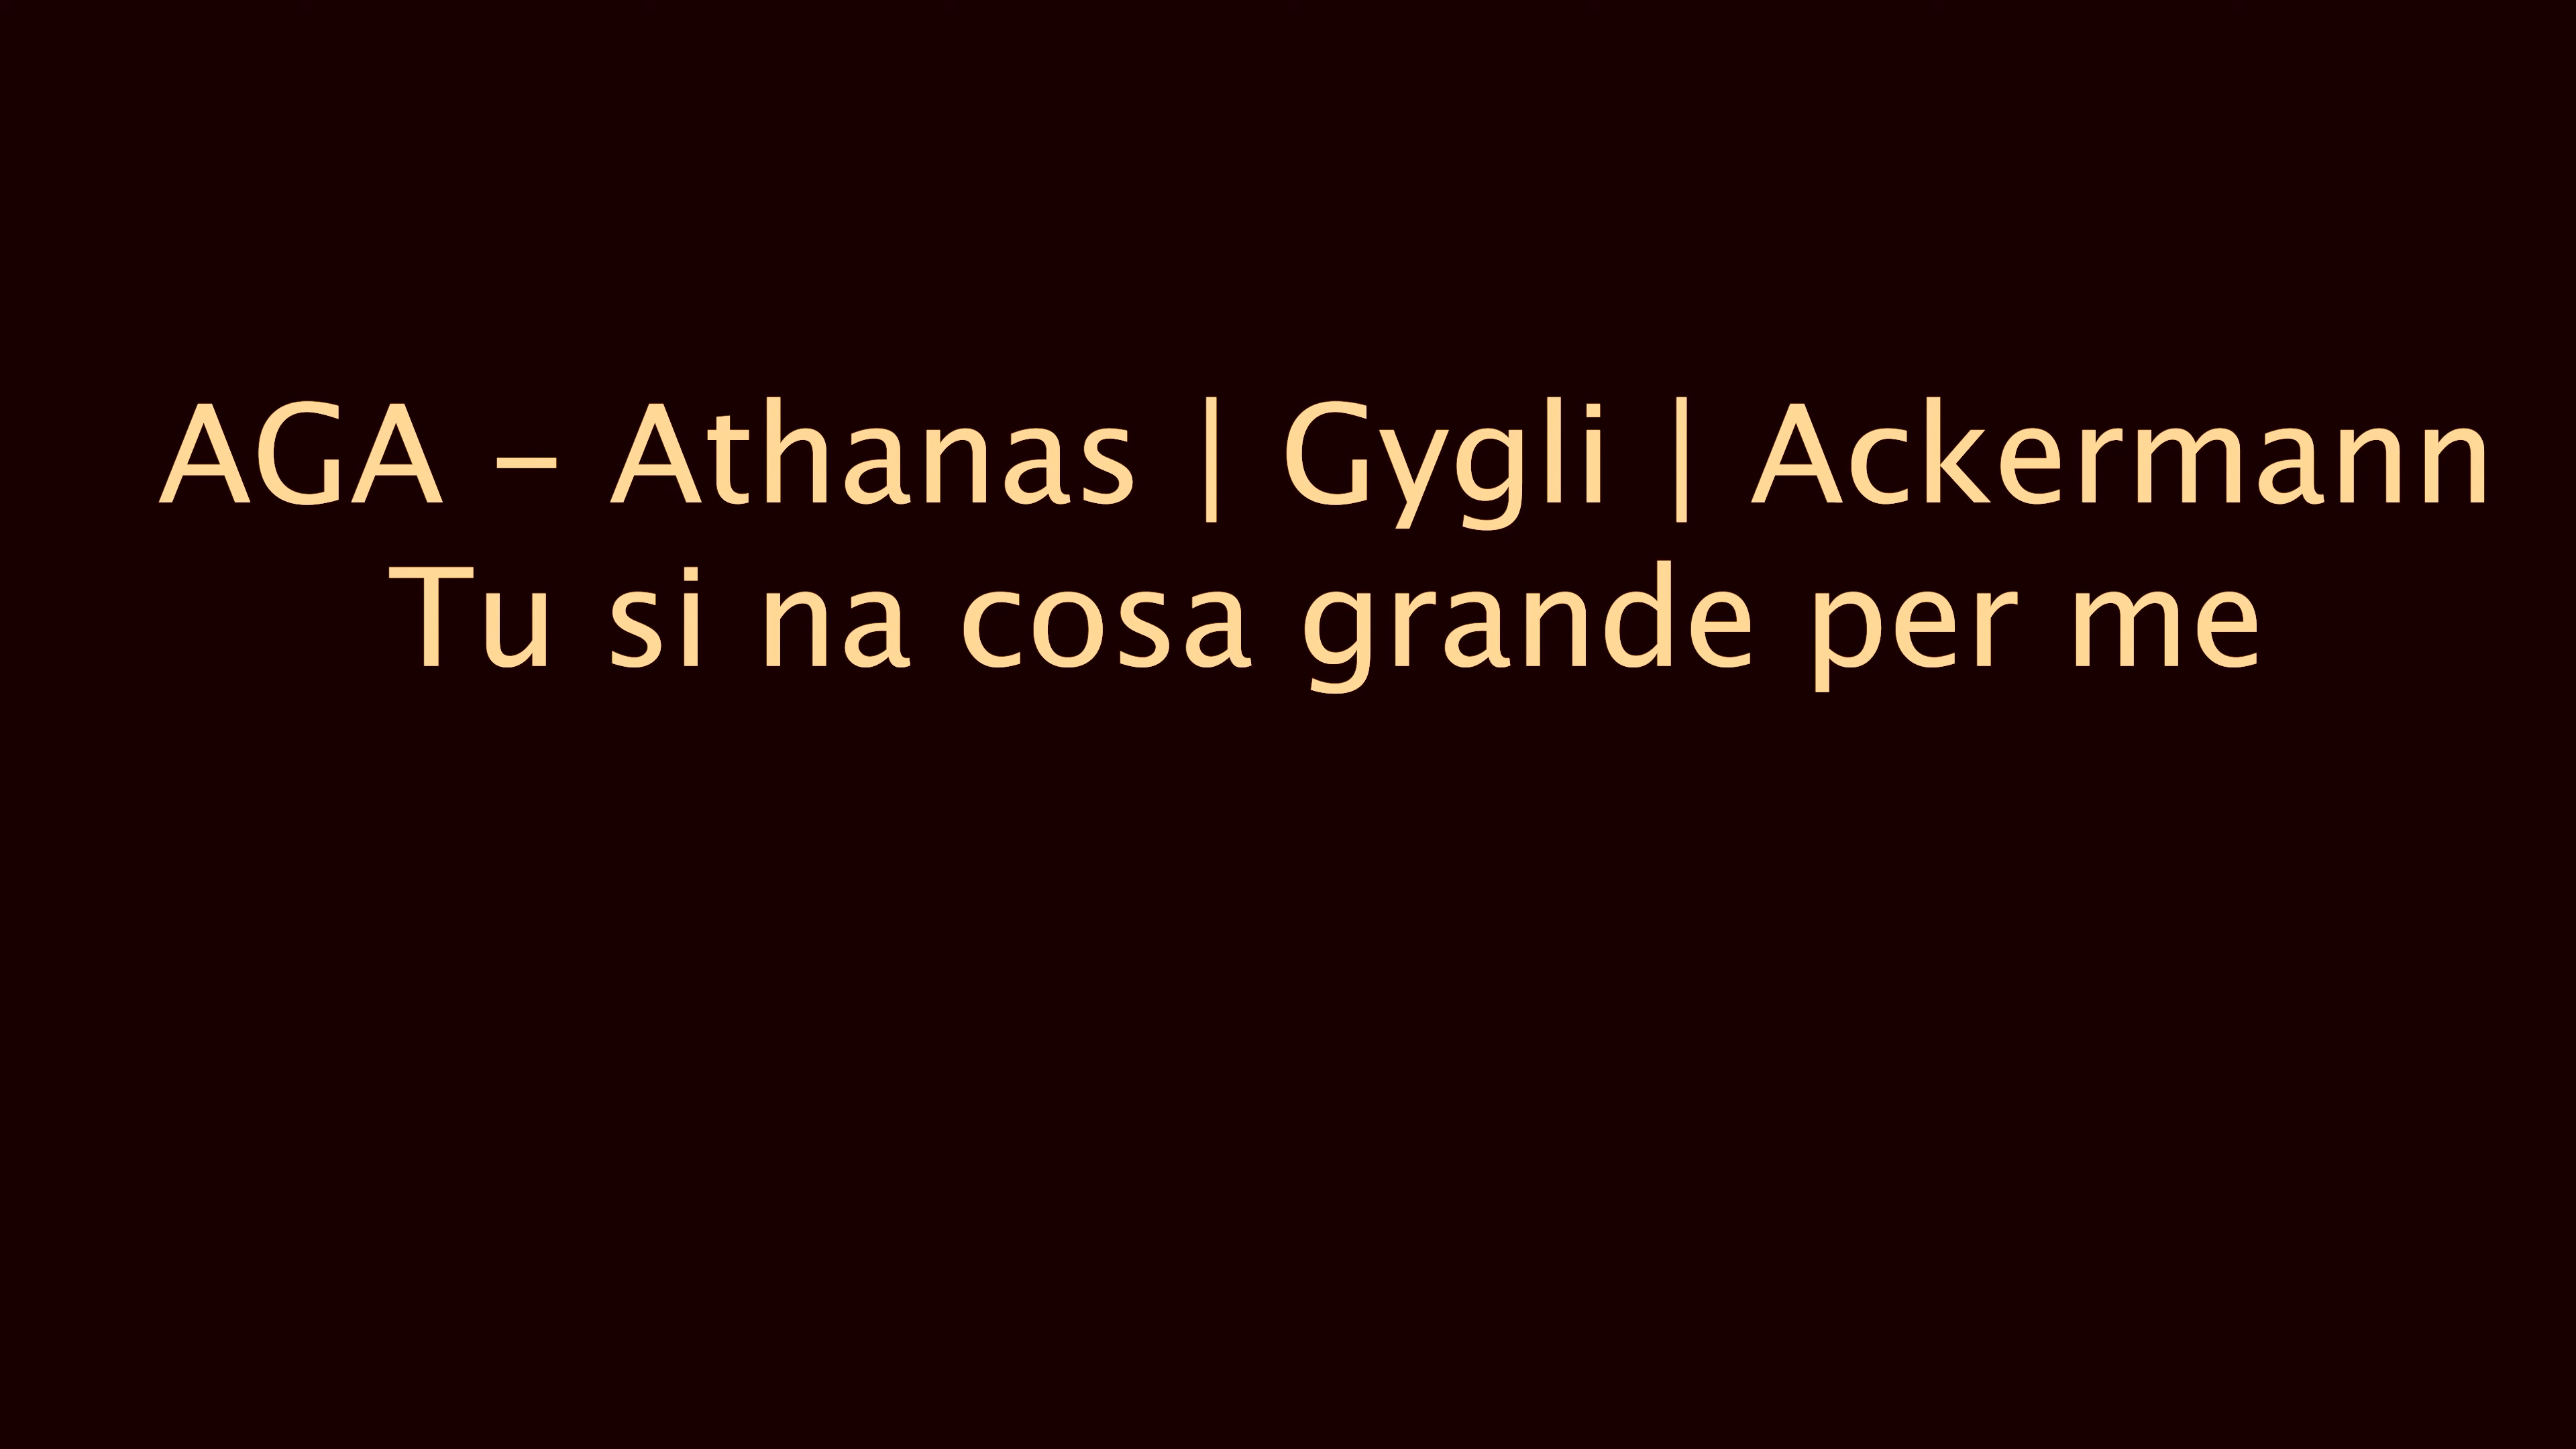 AGA – Athanas | Gygli | Ackermann
Tu si na cosa grande per me